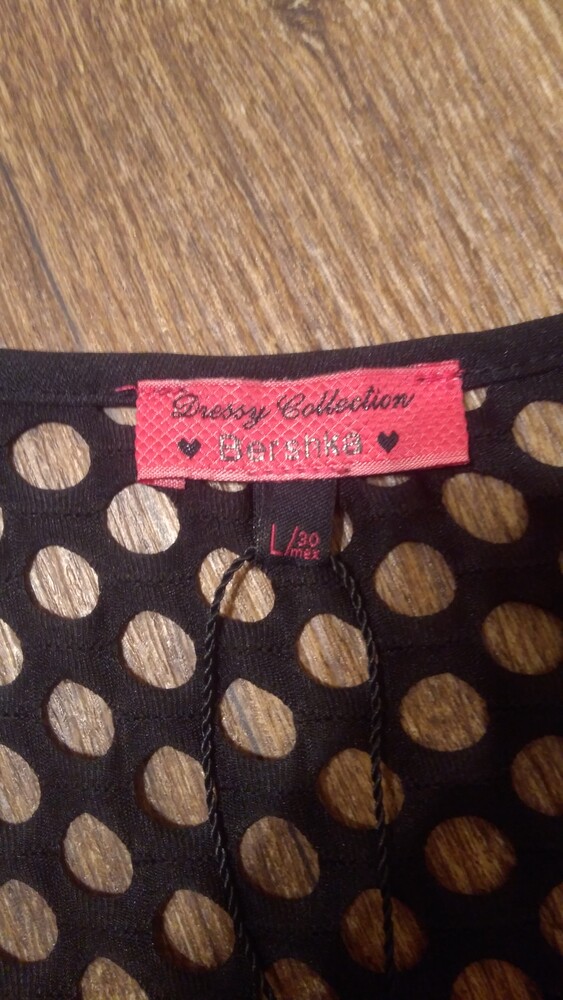 Dressy Collection
♥ Bershka ♥
L/30
mex